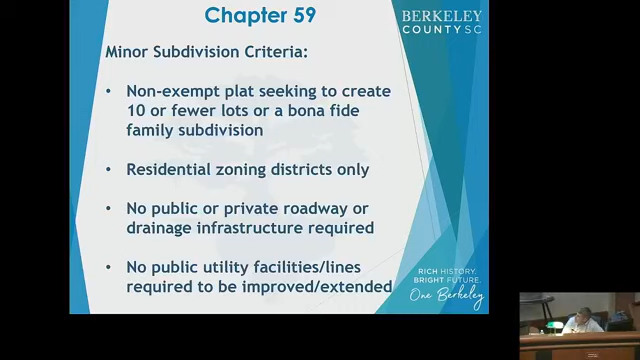 Chapter 59
BERKELEY
COUNTY SC
Minor Subdivision Criteria:
• Non-exempt plat seeking to create
10 or fewer lots or a bona fide
family subdivision
• Residential zoning districts only
• No public or private roadway or
drainage infrastructure required
• No public utility facilities/lines
required to be improved/extended
RICH HISTORY.
BRIGHT FUTURE.
One Berkeley